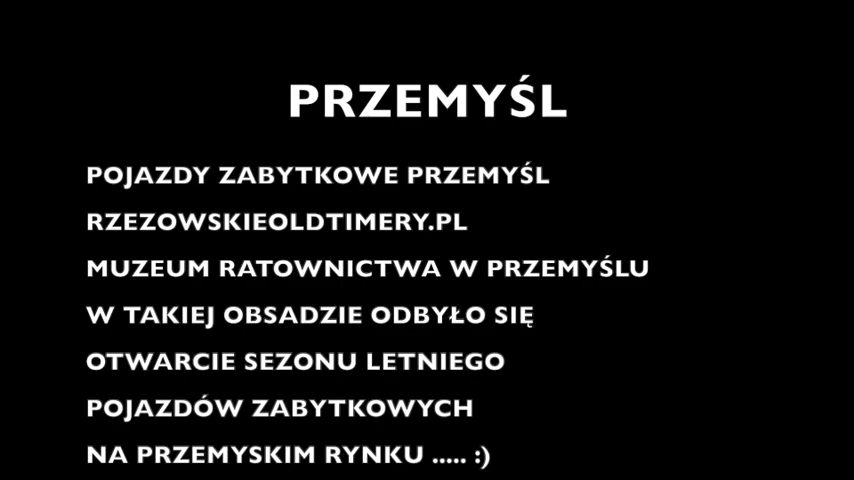 PRZEMYŚL
POJAZDY ZABYTKOWE PRZEMYŚL
RZEZOWSKIEOLDTIMERY.PL
MUZEUM RATOWNICTWA W PRZEMYŚLU
W TAKIEJ OBSADZIE ODBYŁO SIĘ
OTWARCIE SEZONU LETNIEGO
POJAZDÓW ZABYTKOWYCH
NA PRZEMYSKIM RYNKU ..... :)